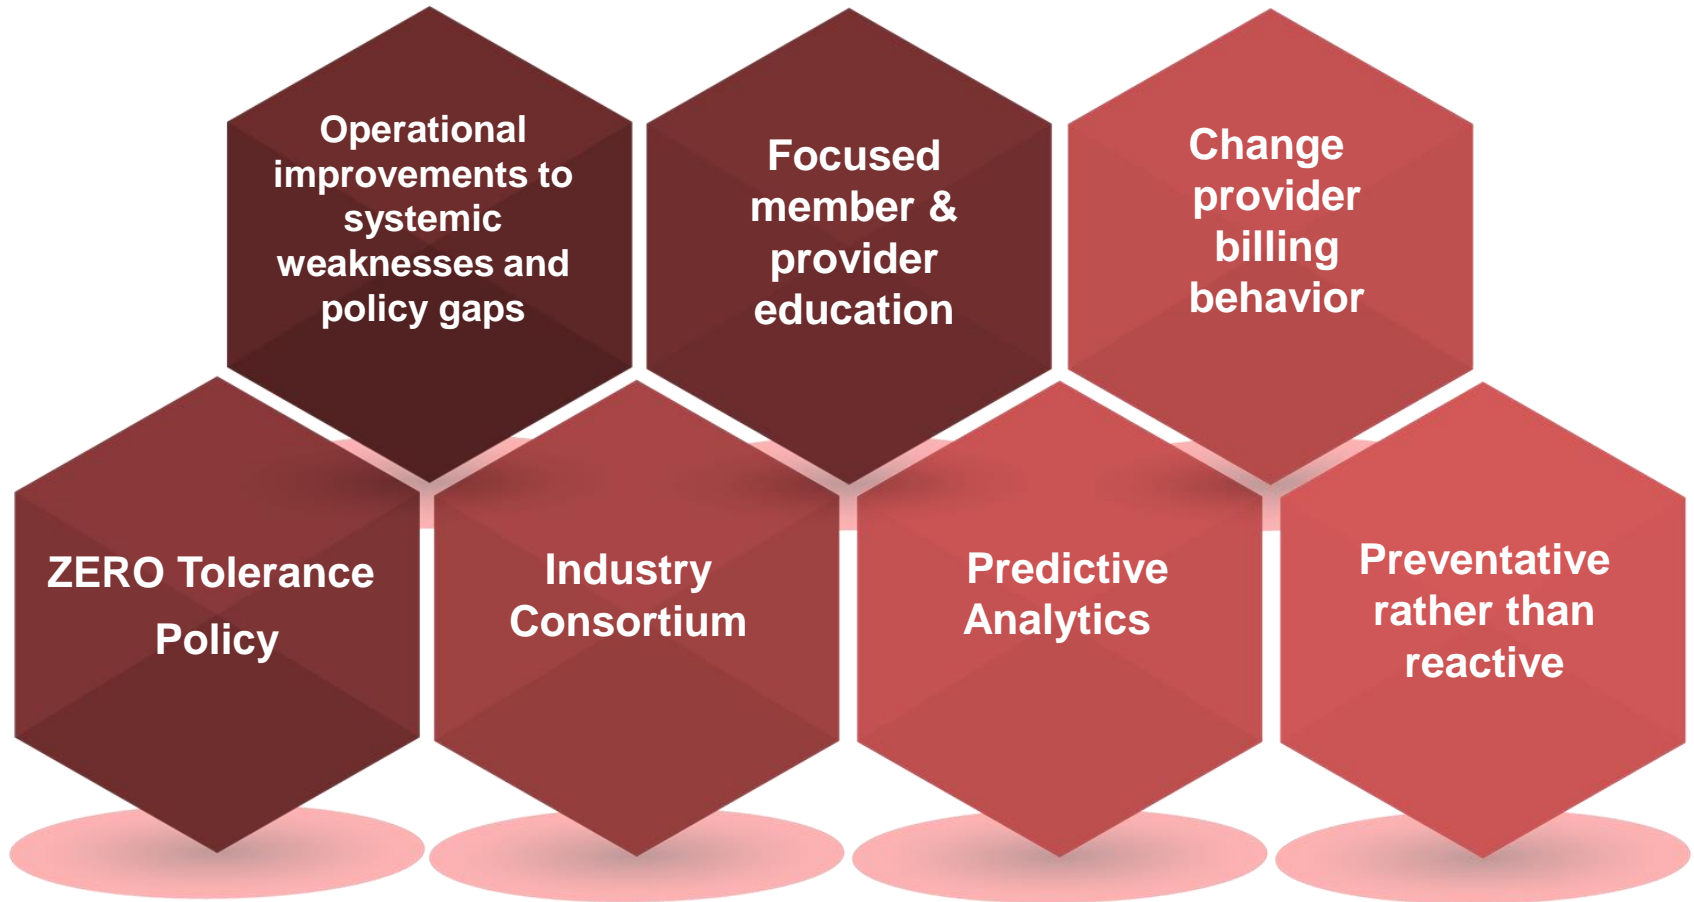 Operational
improvements to
systemic
weaknesses and
policy gaps
Focused
member &
provider
education
Change
provider
billing
behavior
ZERO Tolerance
Policy
Industry
Consortium
Predictive
Analytics
Preventative
rather than
reactive